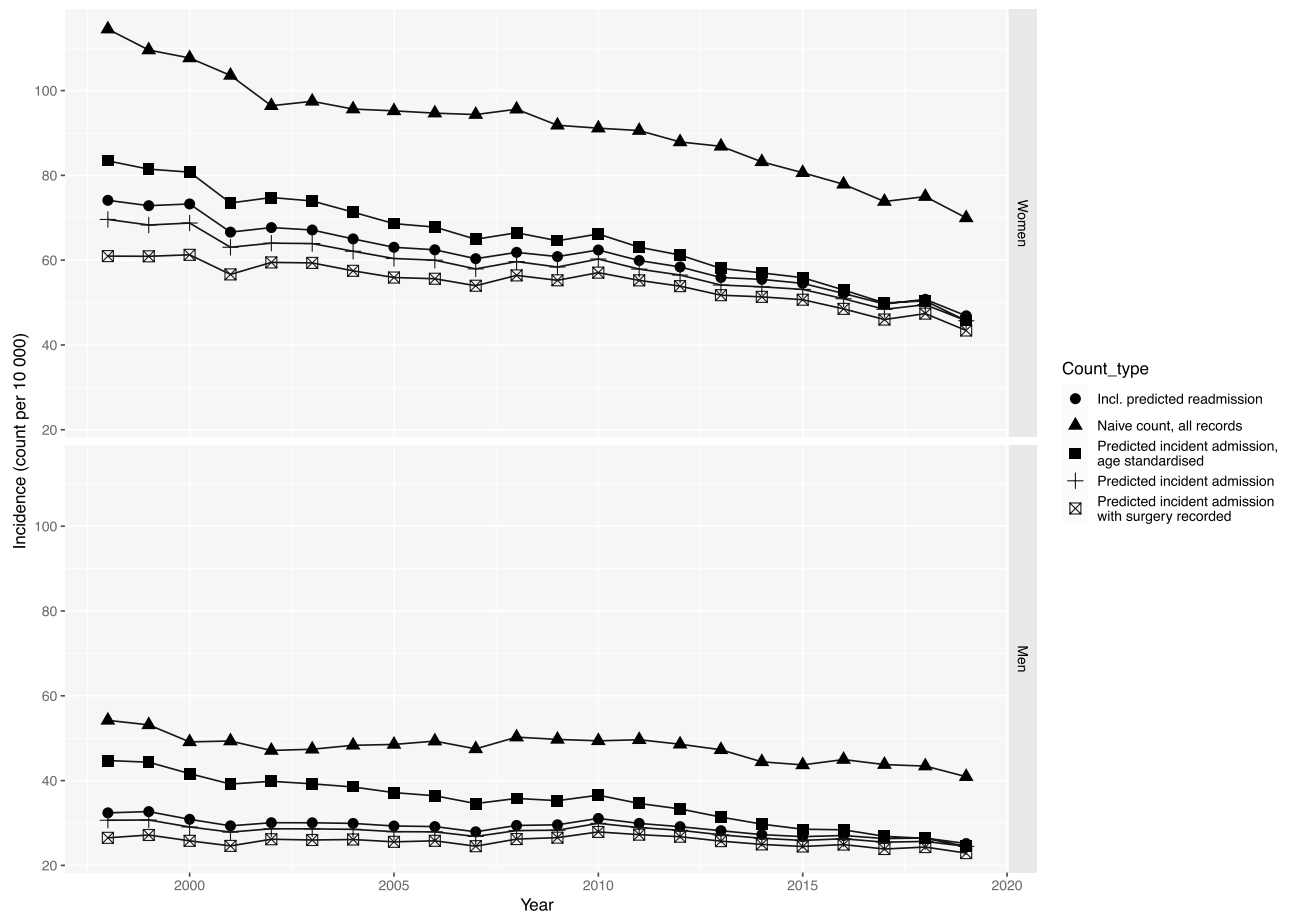 100
80
60
40
20
Women
100
80
60
40
20
Men
2000
2005
2010
2015
2020
Year
Incidence (count per 10 000)
Count_type
Incl. predicted readmission
Naive count, all records
Predicted incident admission,
age standardised
Predicted incident admission
Predicted incident admission
with surgery recorded